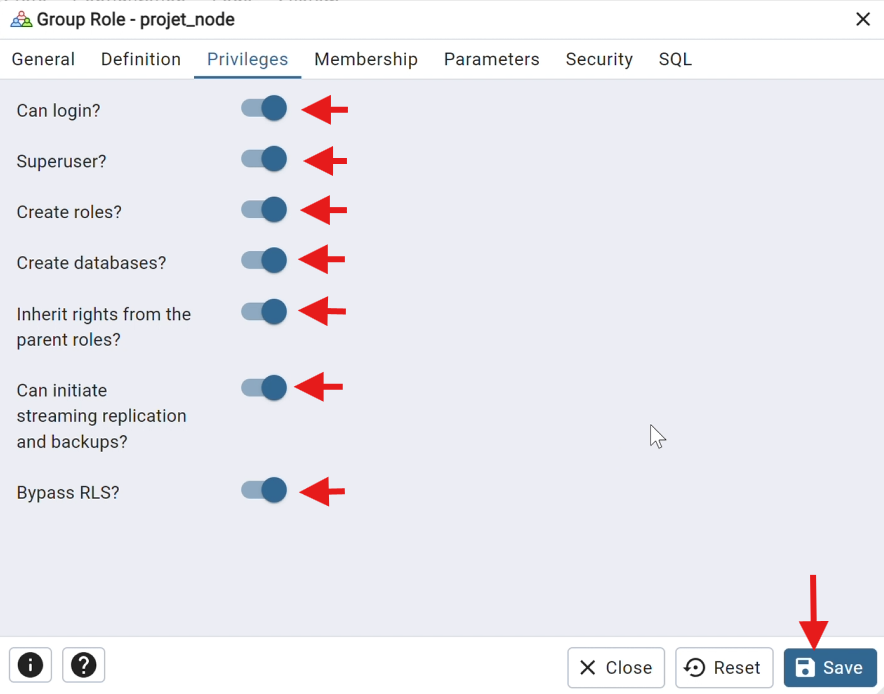 Group Role - projet_node
General Definition Privileges Membership Parameters Security SQL
Can login?
Superuser?
Create roles?
Create databases?
Inherit rights from the
parent roles?
Can initiate
streaming replication
and backups?
Bypass RLS?
Close Reset Save